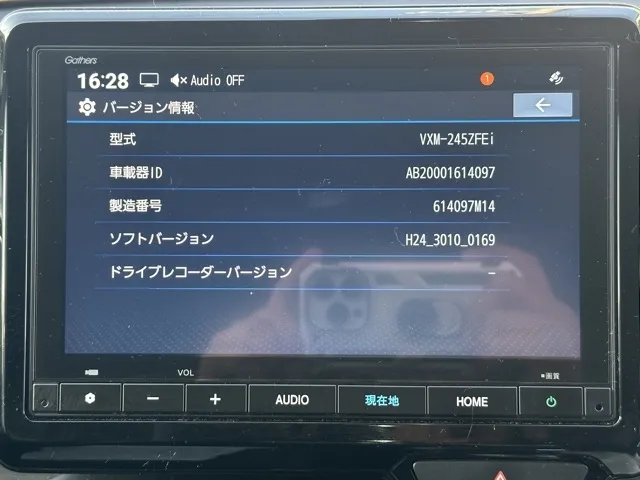 Gathers
16:28 Audio OFF 1
バージョン情報
型式 VXM-245ZFEi
車載器ID AB20001614097
製造番号 614097M14
ソフトバージョン H24_3010_0169
ドライブレコーダーバージョン –
VOL
画質
− + AUDIO 現在地 HOME